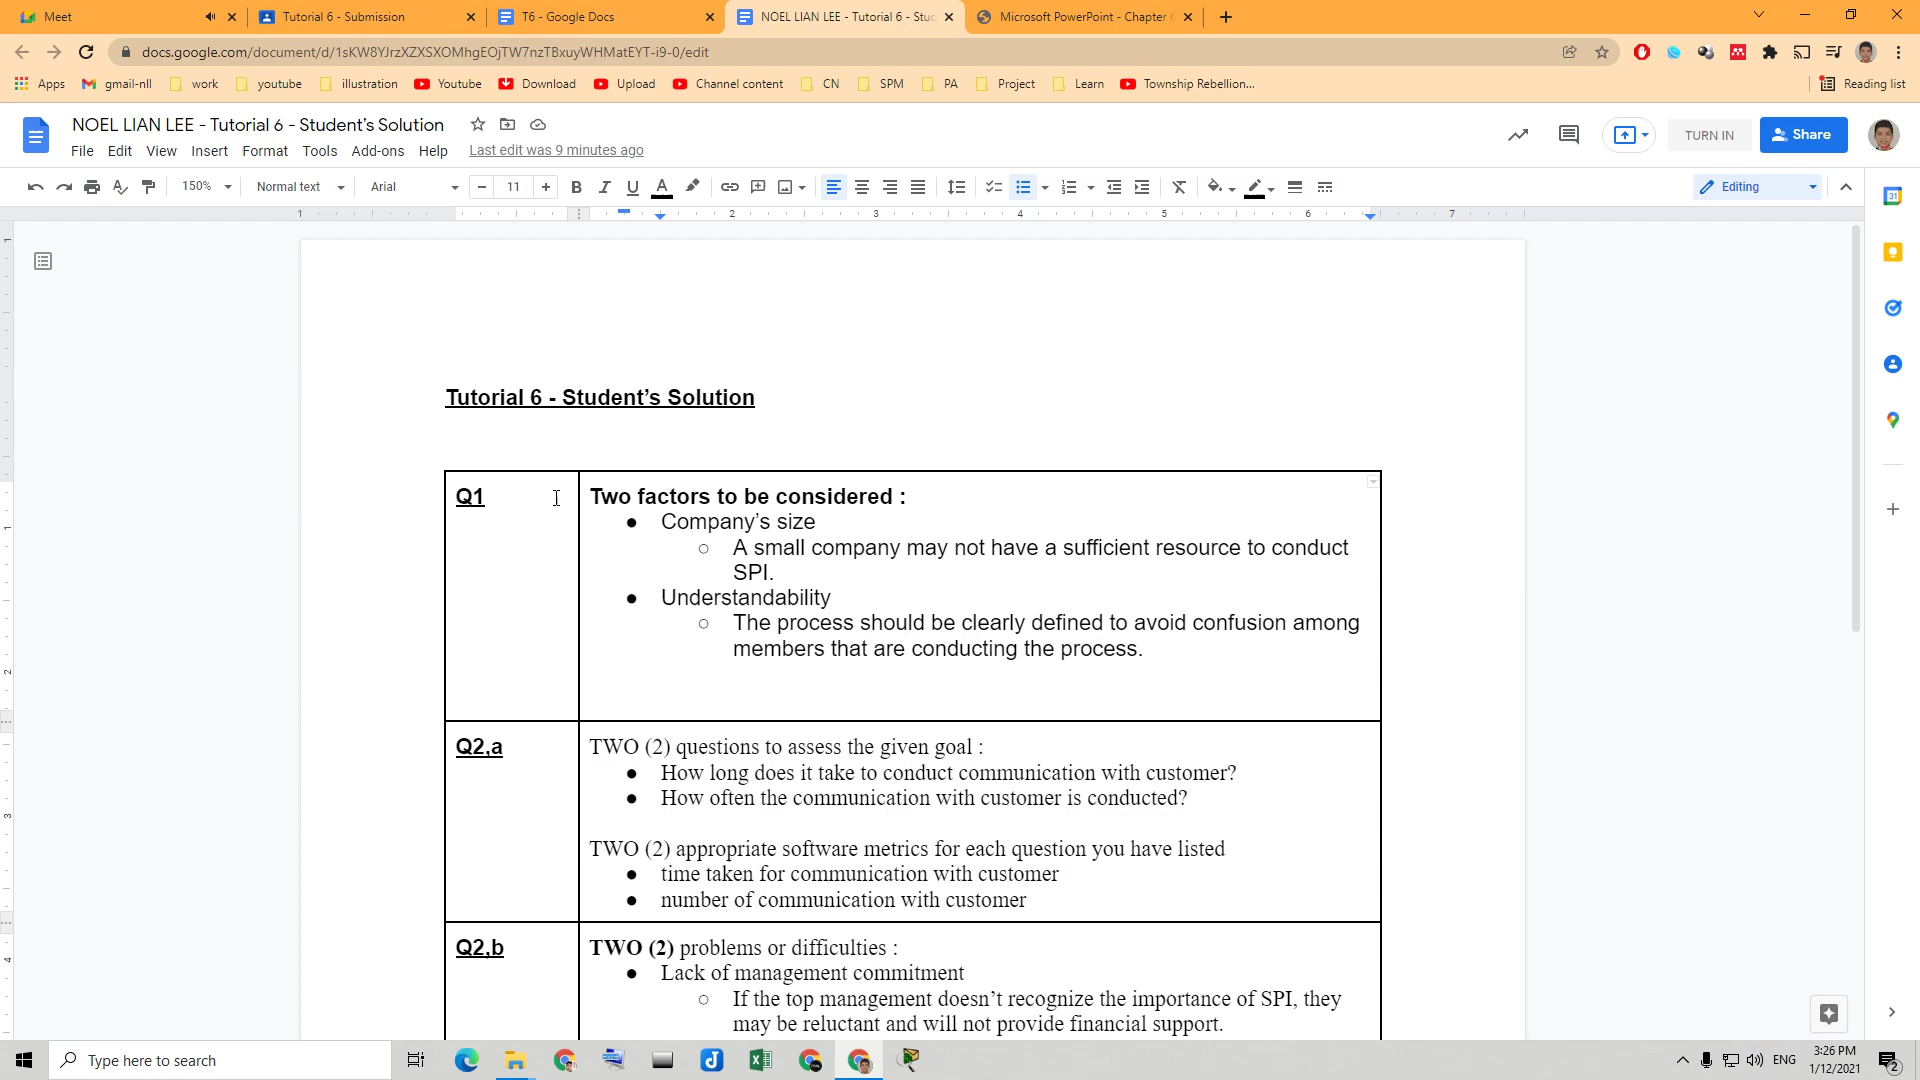 Meet
Tutorial 6 - Submission
T6 - Google Docs
NOEL LIAN LEE - Tutorial 6 - Stu
Microsoft PowerPoint - Chapter
docs.google.com/document/d/1sKW8YJrzXZXSXOMhgEOjTW7nzTBxuyWHMatEYT-i9-0/edit
Apps
gmail-nll
work
youtube
illustration
Youtube
Download
Upload
Channel content
CN
SPM
PA
Project
Learn
Township Rebellion...
Reading list
NOEL LIAN LEE - Tutorial 6 - Student's Solution
File Edit View Insert Format Tools Add-ons Help Last edit was 9 minutes ago
TURN IN
Share
150%
Normal text
Arial
11
Editing
1 1 2 3 4 5 6 7
Tutorial 6 - Student's Solution
Q1
Two factors to be considered :
● Company's size
○ A small company may not have a sufficient resource to conduct
SPI.
● Understandability
○ The process should be clearly defined to avoid confusion among
members that are conducting the process.
Q2,a
TWO (2) questions to assess the given goal :
● How long does it take to conduct communication with customer?
● How often the communication with customer is conducted?
TWO (2) appropriate software metrics for each question you have listed
● time taken for communication with customer
● number of communication with customer
Q2,b
TWO (2) problems or difficulties :
● Lack of management commitment
○ If the top management doesn't recognize the importance of SPI, they
may be reluctant and will not provide financial support.
Type here to search
ENG
3:26 PM
1/12/2021
2